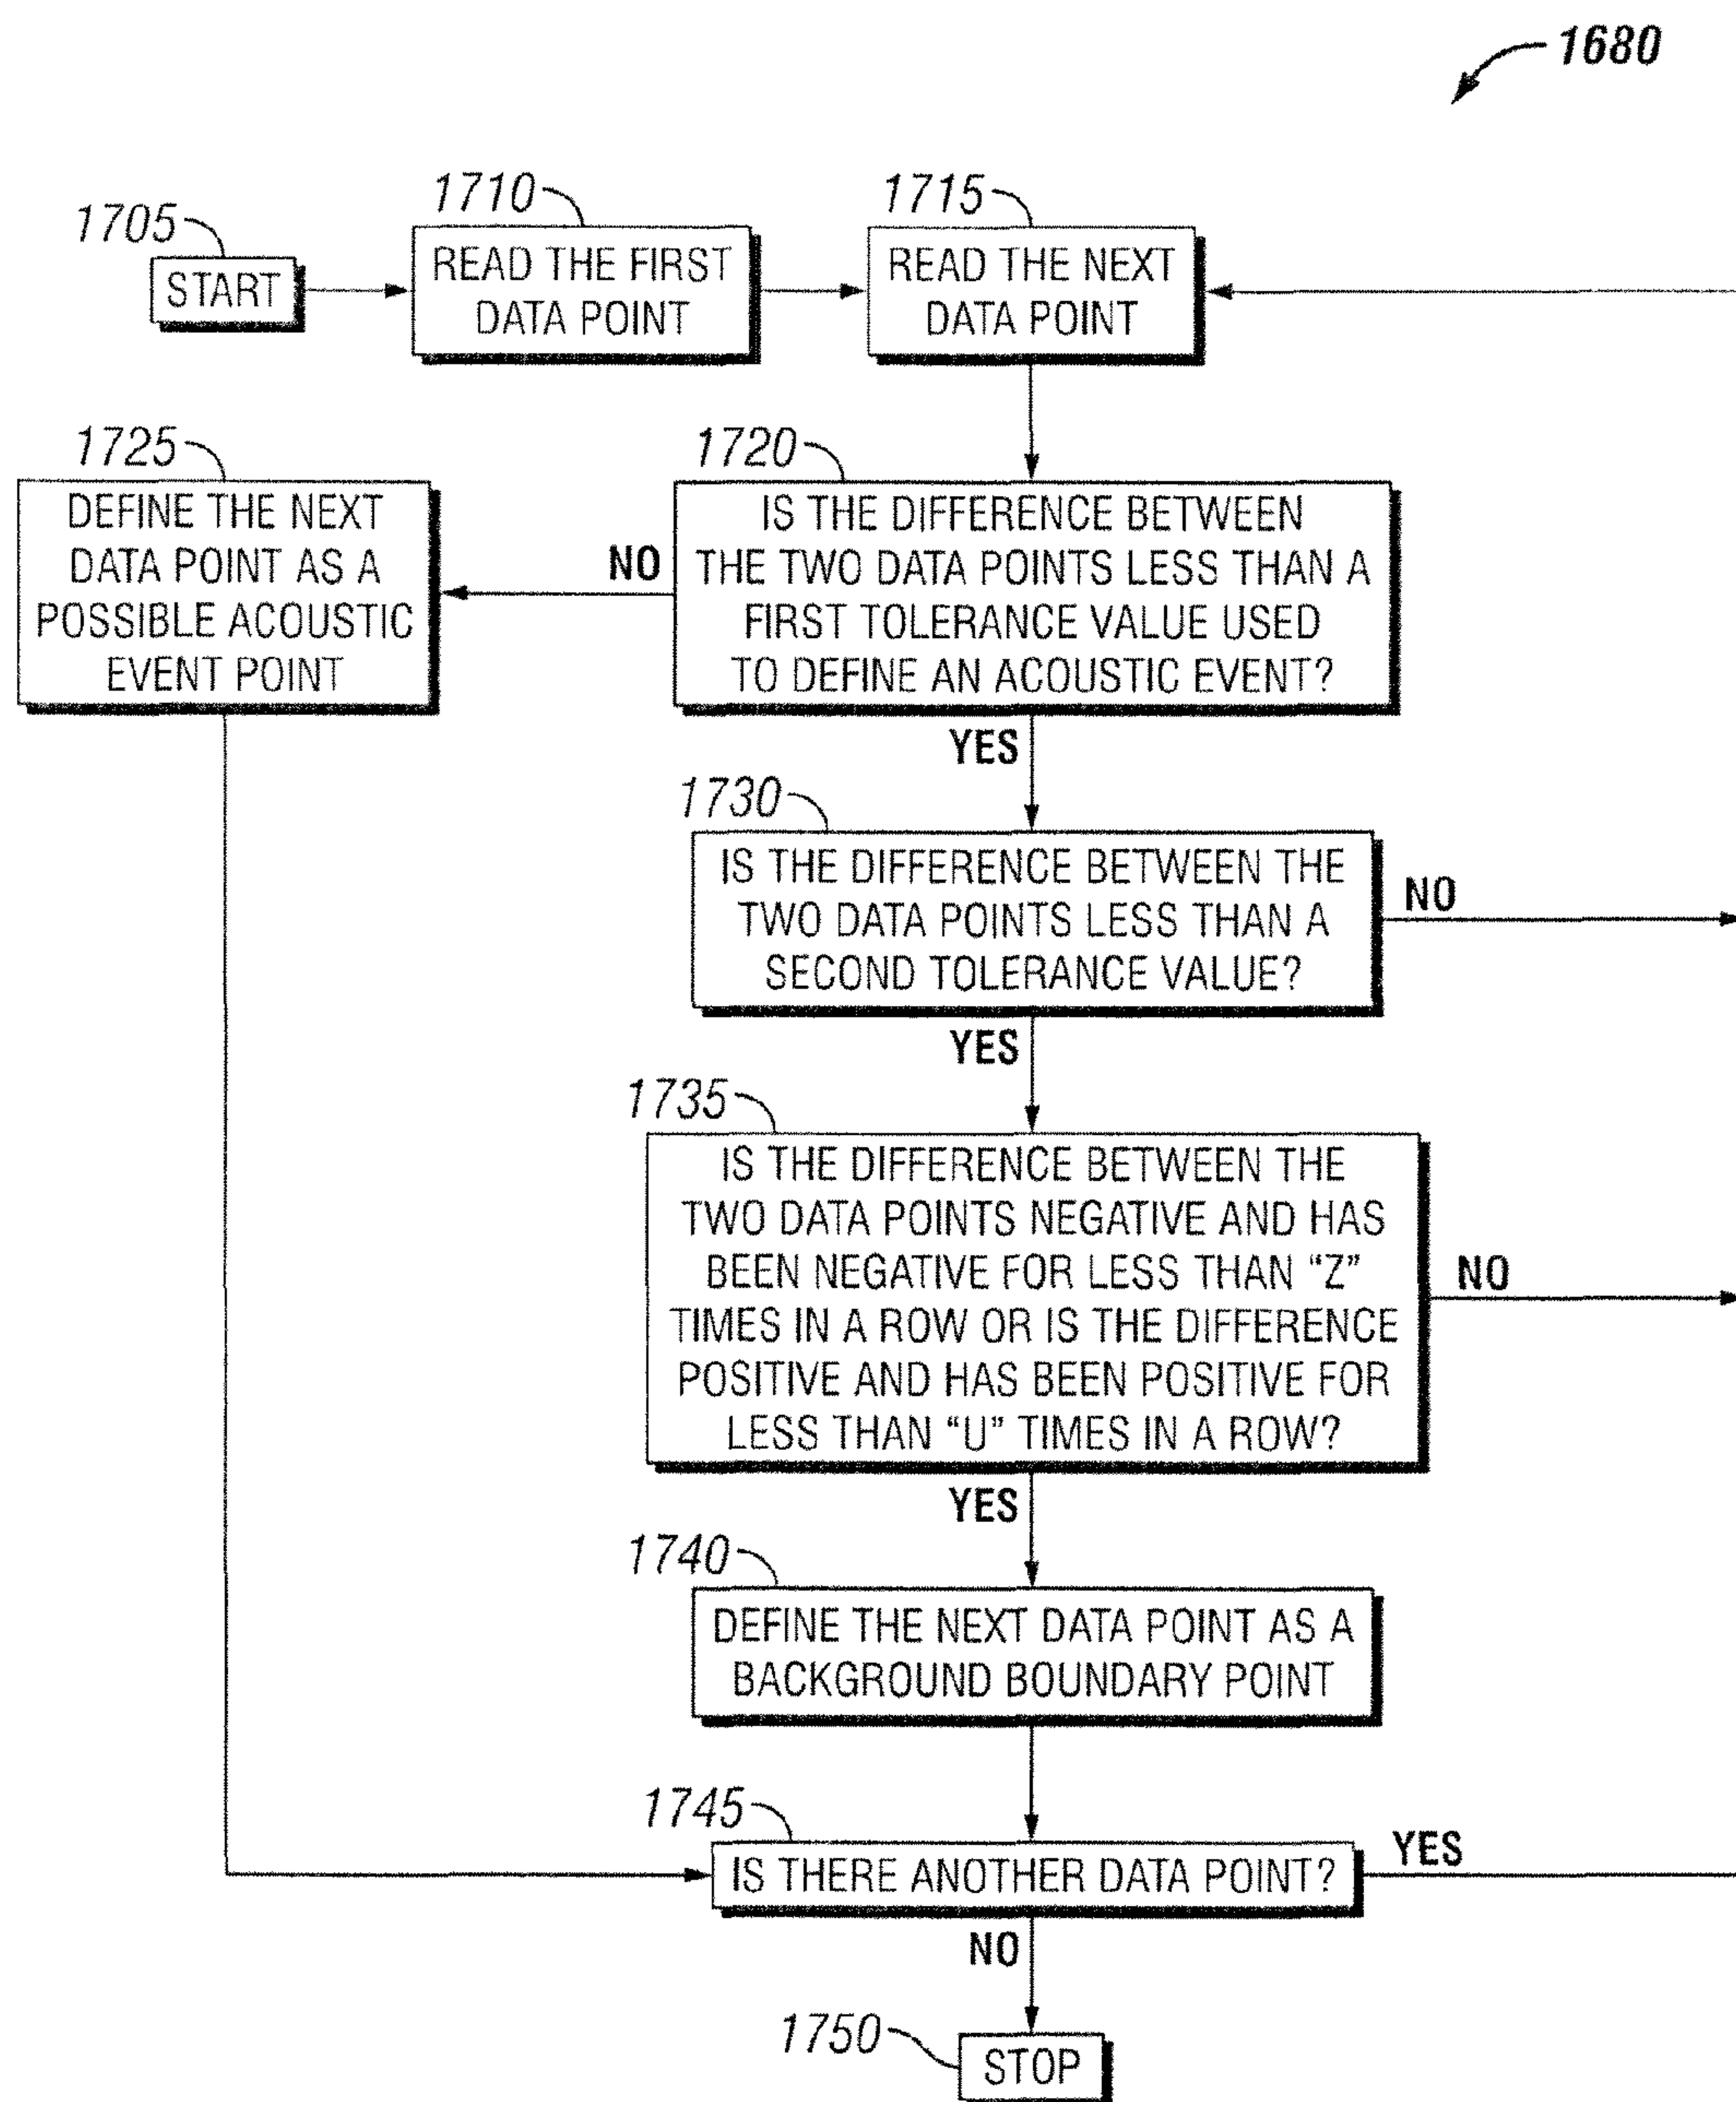 1680
1705
START
1710
READ THE FIRST
DATA POINT
1715
READ THE NEXT
DATA POINT
1720
IS THE DIFFERENCE BETWEEN
THE TWO DATA POINTS LESS THAN A
FIRST TOLERANCE VALUE USED
TO DEFINE AN ACOUSTIC EVENT?
NO
1725
DEFINE THE NEXT
DATA POINT AS A
POSSIBLE ACOUSTIC
EVENT POINT
YES
1730
IS THE DIFFERENCE BETWEEN THE
TWO DATA POINTS LESS THAN A
SECOND TOLERANCE VALUE?
NO
YES
1735
IS THE DIFFERENCE BETWEEN THE
TWO DATA POINTS NEGATIVE AND HAS
BEEN NEGATIVE FOR LESS THAN “Z”
TIMES IN A ROW OR IS THE DIFFERENCE
POSITIVE AND HAS BEEN POSITIVE FOR
LESS THAN “U” TIMES IN A ROW?
NO
YES
1740
DEFINE THE NEXT DATA POINT AS A
BACKGROUND BOUNDARY POINT
1745
IS THERE ANOTHER DATA POINT?
YES
NO
1750
STOP